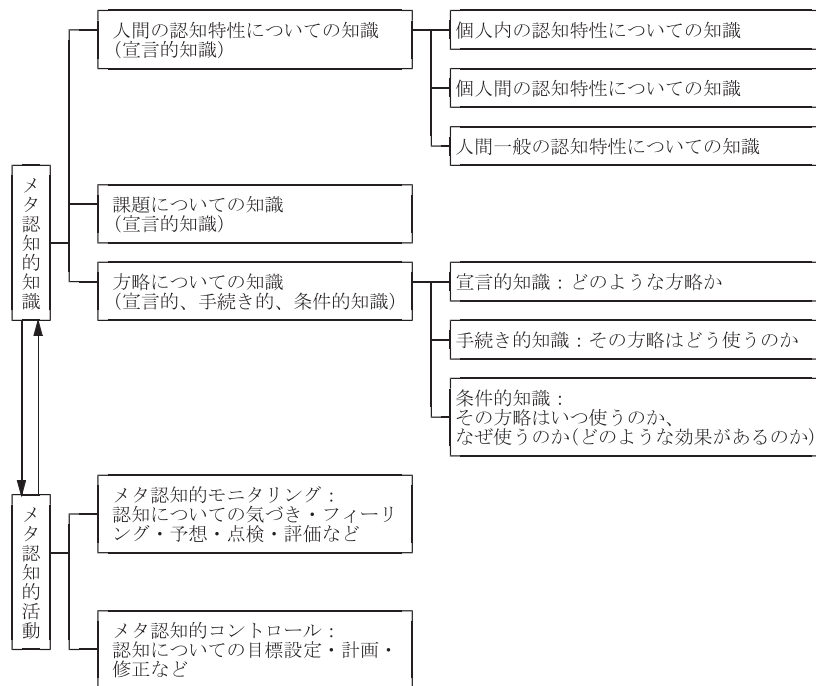 人間の認知特性についての知識
(宣言的知識)
個人内の認知特性についての知識
個人間の認知特性についての知識
人間一般の認知特性についての知識
メタ認知的知識
課題についての知識
(宣言的知識)
方略についての知識
(宣言的、手続き的、条件的知識)
宣言的知識：どのような方略か
手続き的知識：その方略はどう使うのか
条件的知識：
その方略はいつ使うのか、
なぜ使うのか(どのような効果があるのか)
メタ認知的活動
メタ認知的モニタリング：
認知についての気づき・フィーリ
ング・予想・点検・評価など
メタ認知的コントロール：
認知についての目標設定・計画・
修正など